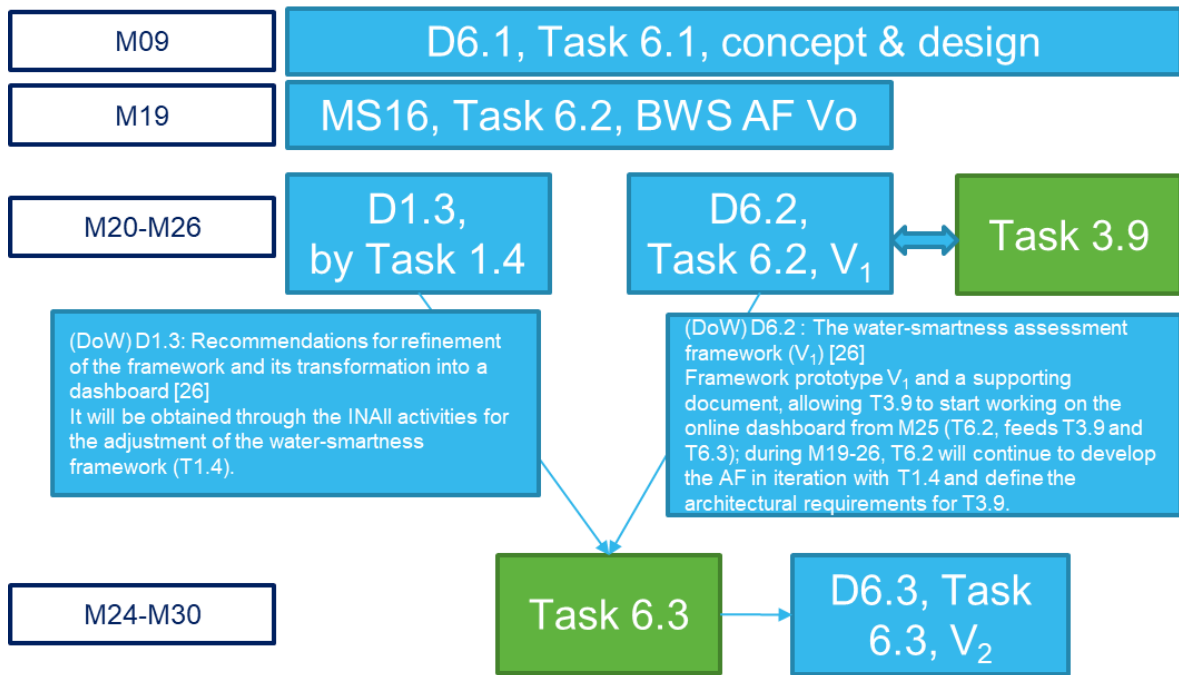 M09
D6.1, Task 6.1, concept & design
M19
MS16, Task 6.2, BWS AF Vo
M20-M26
D1.3,
by Task 1.4
D6.2,
Task 6.2, V₁
Task 3.9
(DoW) D1.3: Recommendations for refinement
of the framework and its transformation into a
dashboard [26]
It will be obtained through the INAll activities for
the adjustment of the water-smartness
framework (T1.4).
(DoW) D6.2 : The water-smartness assessment
framework (V₁) [26]
Framework prototype V₁ and a supporting
document, allowing T3.9 to start working on the
online dashboard from M25 (T6.2, feeds T3.9 and
T6.3); during M19-26, T6.2 will continue to develop
the AF in iteration with T1.4 and define the
architectural requirements for T3.9.
M24-M30
Task 6.3
D6.3, Task
6.3, V₂